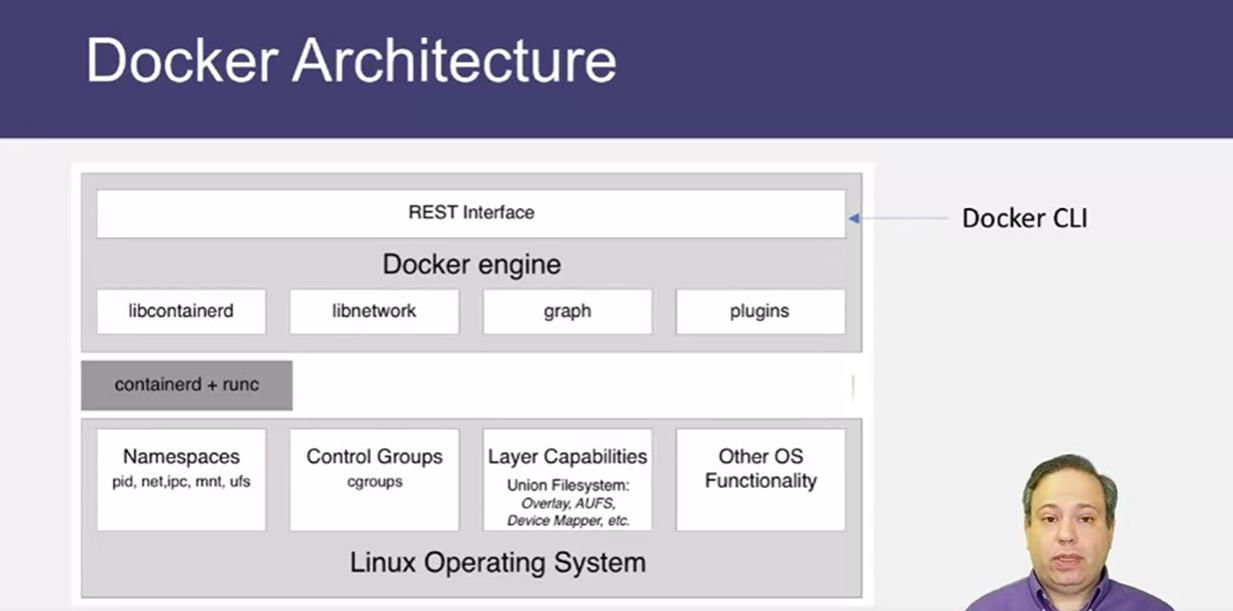 Docker Architecture
REST Interface
Docker CLI
Docker engine
libcontainerd
libnetwork
graph
plugins
containerd + runc
Namespaces
pid, net,ipc, mnt, ufs
Control Groups
cgroups
Layer Capabilities
Union Filesystem:
Overlay, AUFS,
Device Mapper, etc.
Other OS
Functionality
Linux Operating System